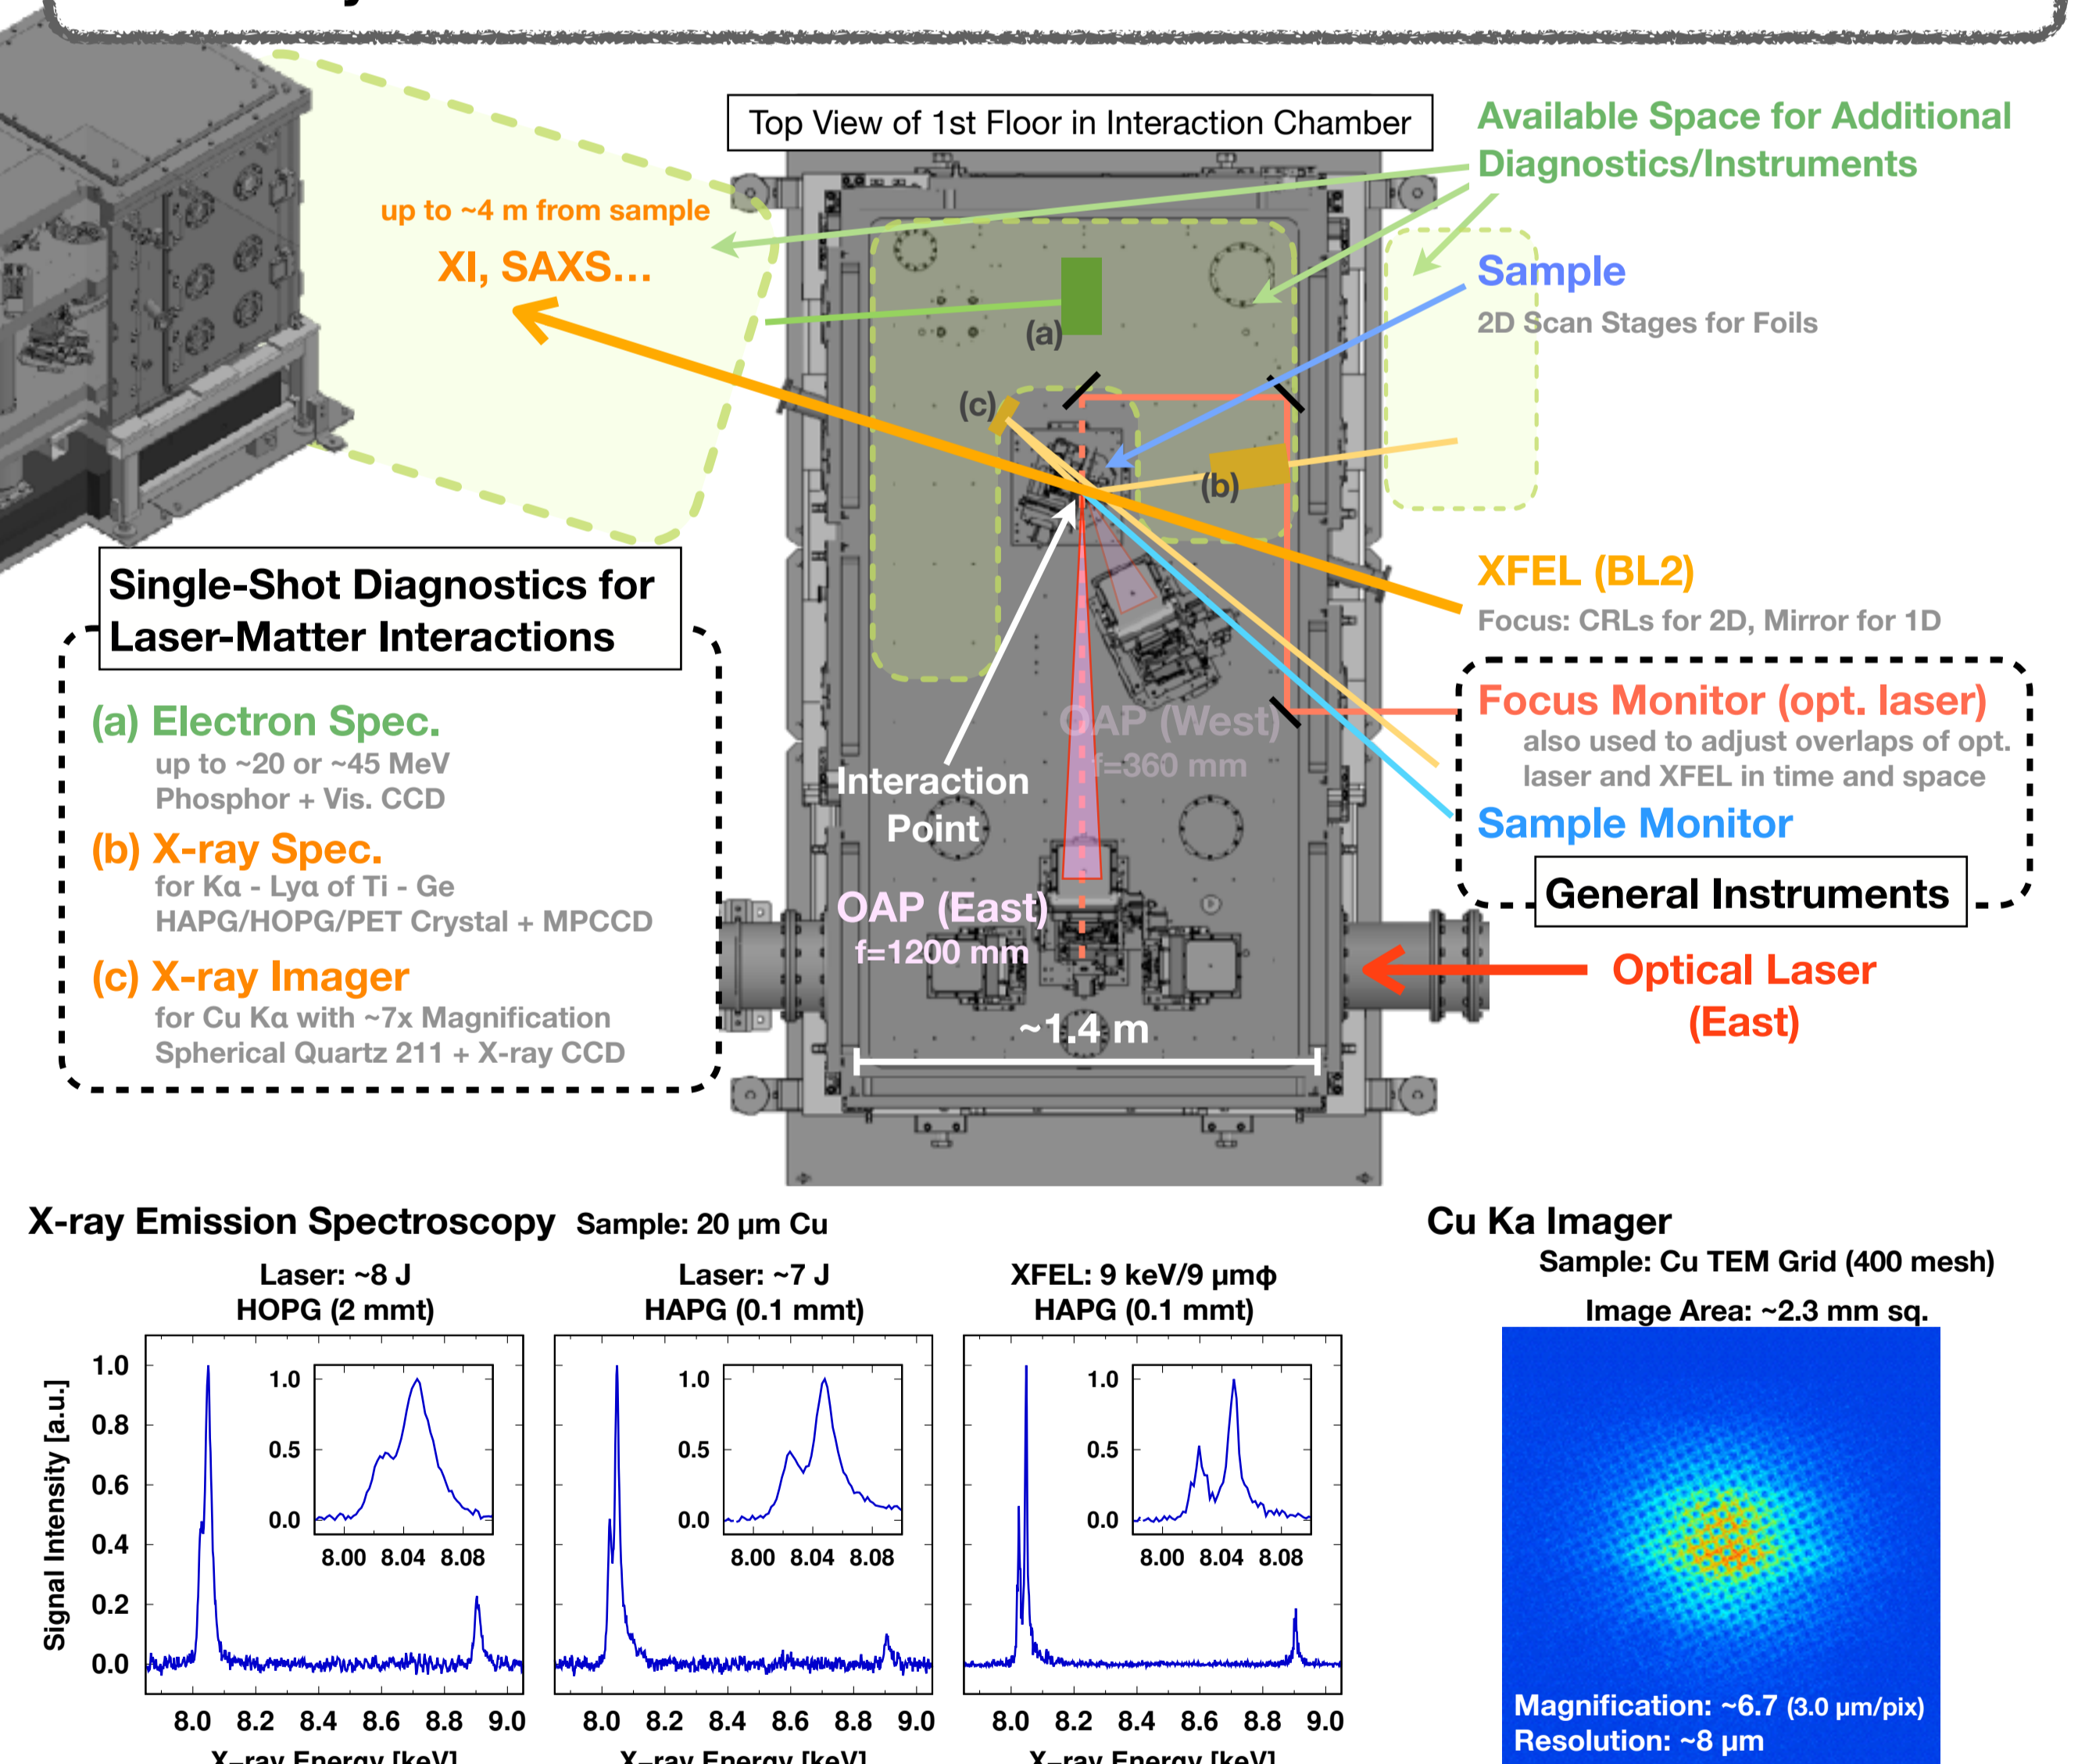 Top View of 1st Floor in Interaction Chamber
Available Space for Additional
Diagnostics/Instruments
up to ~4 m from sample
XI, SAXS...
Sample
2D Scan Stages for Foils
(a)
(c)
(b)
XFEL (BL2)
Focus: CRLs for 2D, Mirror for 1D
Single-Shot Diagnostics for
Laser-Matter Interactions
(a) Electron Spec.
up to ~20 or ~45 MeV
Phosphor + Vis. CCD
(b) X-ray Spec.
for Kα - Lyα of Ti - Ge
HAPG/HOPG/PET Crystal + MPCCD
(c) X-ray Imager
for Cu Kα with ~7x Magnification
Spherical Quartz 211 + X-ray CCD
OAP (West)
f=360 mm
Interaction
Point
OAP (East)
f=1200 mm
~1.4 m
Focus Monitor (opt. laser)
also used to adjust overlaps of opt.
laser and XFEL in time and space
Sample Monitor
General Instruments
Optical Laser
(East)
X-ray Emission Spectroscopy Sample: 20 μm Cu
Laser: ~8 J
HOPG (2 mmt)
Laser: ~7 J
HAPG (0.1 mmt)
XFEL: 9 keV/9 μmϕ
HAPG (0.1 mmt)
Signal Intensity [a.u.]
1.0
0.8
0.6
0.4
0.2
0.0
1.0
0.5
0.0
8.00 8.04 8.08
1.0
0.5
0.0
8.00 8.04 8.08
1.0
0.5
0.0
8.00 8.04 8.08
8.0 8.2 8.4 8.6 8.8 9.0
8.0 8.2 8.4 8.6 8.8 9.0
8.0 8.2 8.4 8.6 8.8 9.0
X-ray Energy [keV]
X-ray Energy [keV]
X-ray Energy [keV]
Cu Ka Imager
Sample: Cu TEM Grid (400 mesh)
Image Area: ~2.3 mm sq.
Magnification: ~6.7 (3.0 μm/pix)
Resolution: ~8 μm